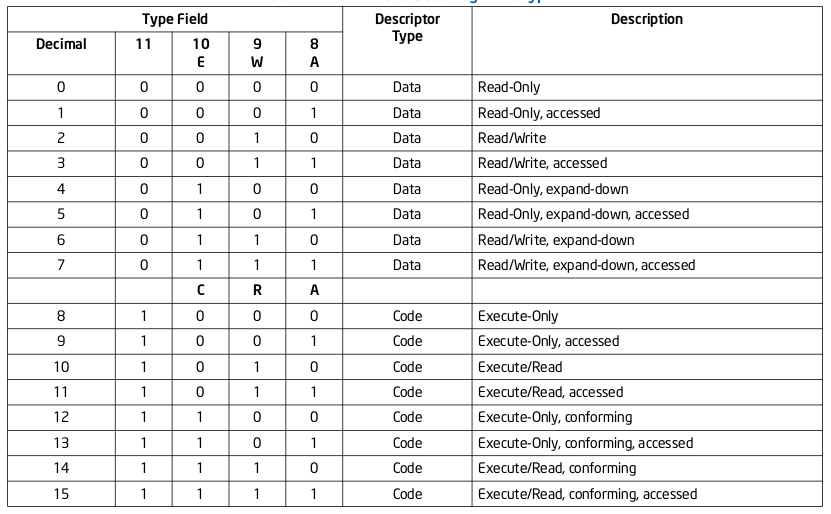 Type Field Descriptor Type Description
Decimal 11 10 E 9 W 8 A
0 0 0 0 0 Data Read-Only
1 0 0 0 1 Data Read-Only, accessed
2 0 0 1 0 Data Read/Write
3 0 0 1 1 Data Read/Write, accessed
4 0 1 0 0 Data Read-Only, expand-down
5 0 1 0 1 Data Read-Only, expand-down, accessed
6 0 1 1 0 Data Read/Write, expand-down
7 0 1 1 1 Data Read/Write, expand-down, accessed
C R A
8 1 0 0 0 Code Execute-Only
9 1 0 0 1 Code Execute-Only, accessed
10 1 0 1 0 Code Execute/Read
11 1 0 1 1 Code Execute/Read, accessed
12 1 1 0 0 Code Execute-Only, conforming
13 1 1 0 1 Code Execute-Only, conforming, accessed
14 1 1 1 0 Code Execute/Read, conforming
15 1 1 1 1 Code Execute/Read, conforming, accessed